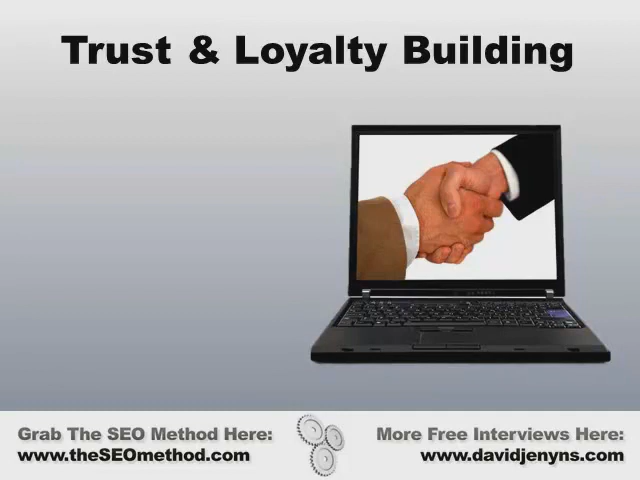 Trust & Loyalty Building
Grab The SEO Method Here:
www.theSEOmethod.com
More Free Interviews Here:
www.davidjenyns.com